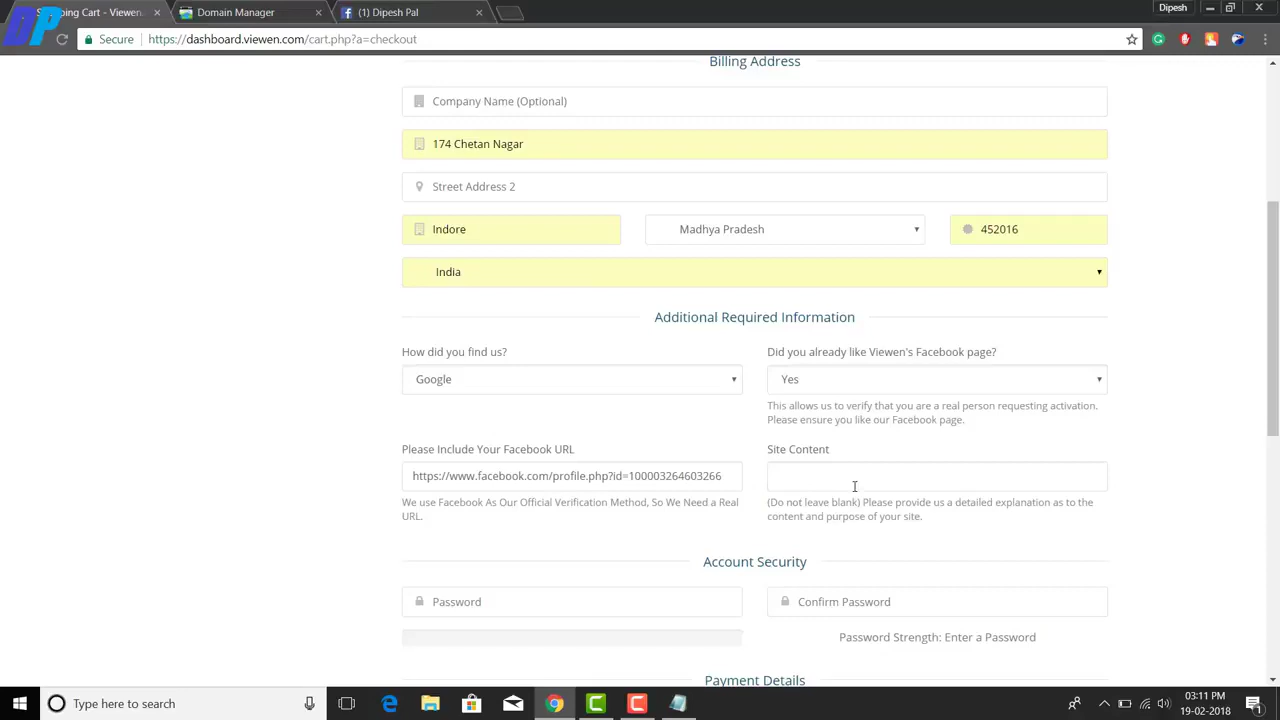 DP
pping Cart - Viewen
Domain Manager
(1) Dipesh Pal
Dipesh
Secure
https://dashboard.viewen.com/cart.php?a=checkout
Billing Address
Company Name (Optional)
174 Chetan Nagar
Street Address 2
Indore
Madhya Pradesh
452016
India
Additional Required Information
How did you find us?
Did you already like Viewen's Facebook page?
Google
Yes
This allows us to verify that you are a real person requesting activation.
Please ensure you like our Facebook page.
Please Include Your Facebook URL
Site Content
https://www.facebook.com/profile.php?id=100003264603266
We use Facebook As Our Official Verification Method, So We Need a Real
URL.
(Do not leave blank) Please provide us a detailed explanation as to the
content and purpose of your site.
Account Security
Password
Confirm Password
Password Strength: Enter a Password
Payment Details
Type here to search
03:11 PM
19-02-2018